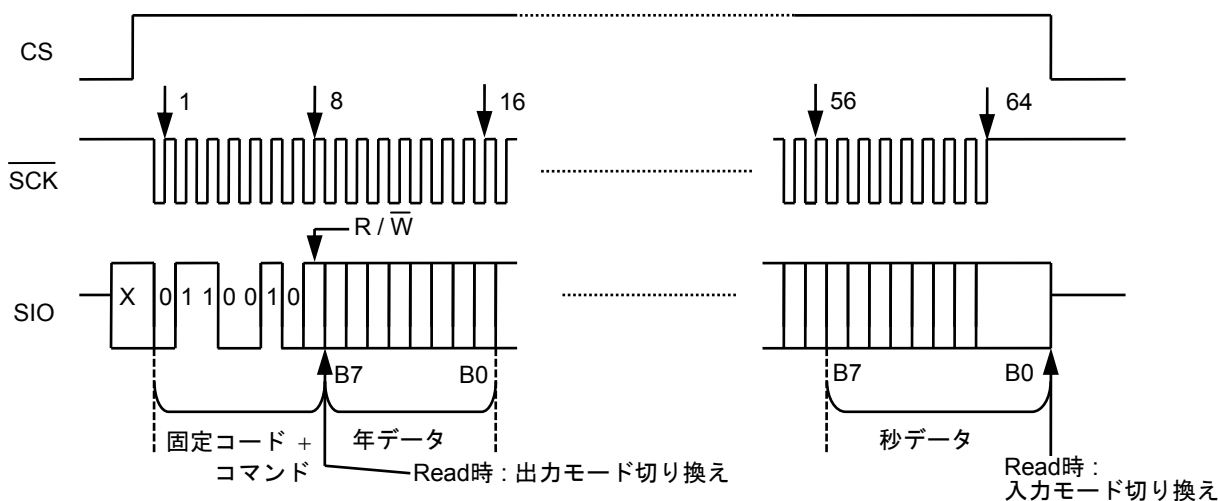 CS
1
8
16
56
64
SCK
R / W
SIO
X 0 1 1 0 0 1 0
B7
B0
B7
B0
固定コード +
コマンド
年データ
秒データ
Read時 : 出力モード切り換え
Read時 :
入力モード切り換え